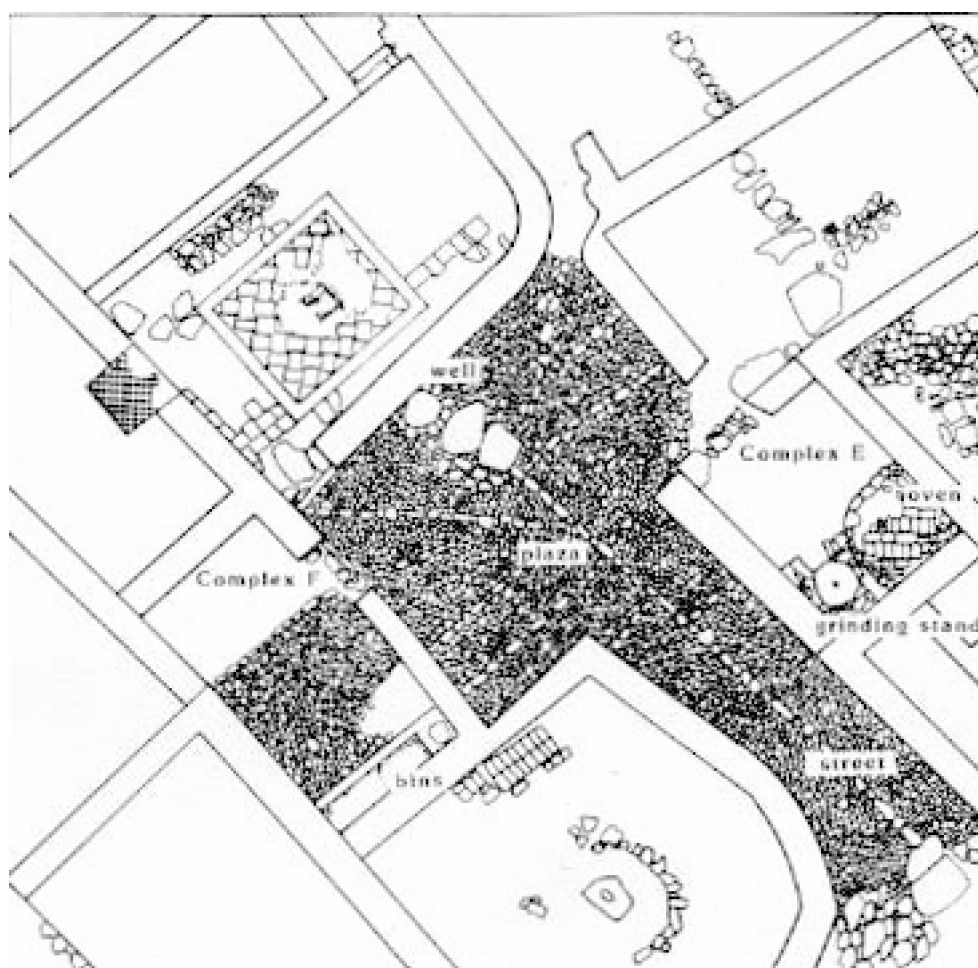 well
Complex E
oven
plaza
Complex F
grinding stand
street
bins